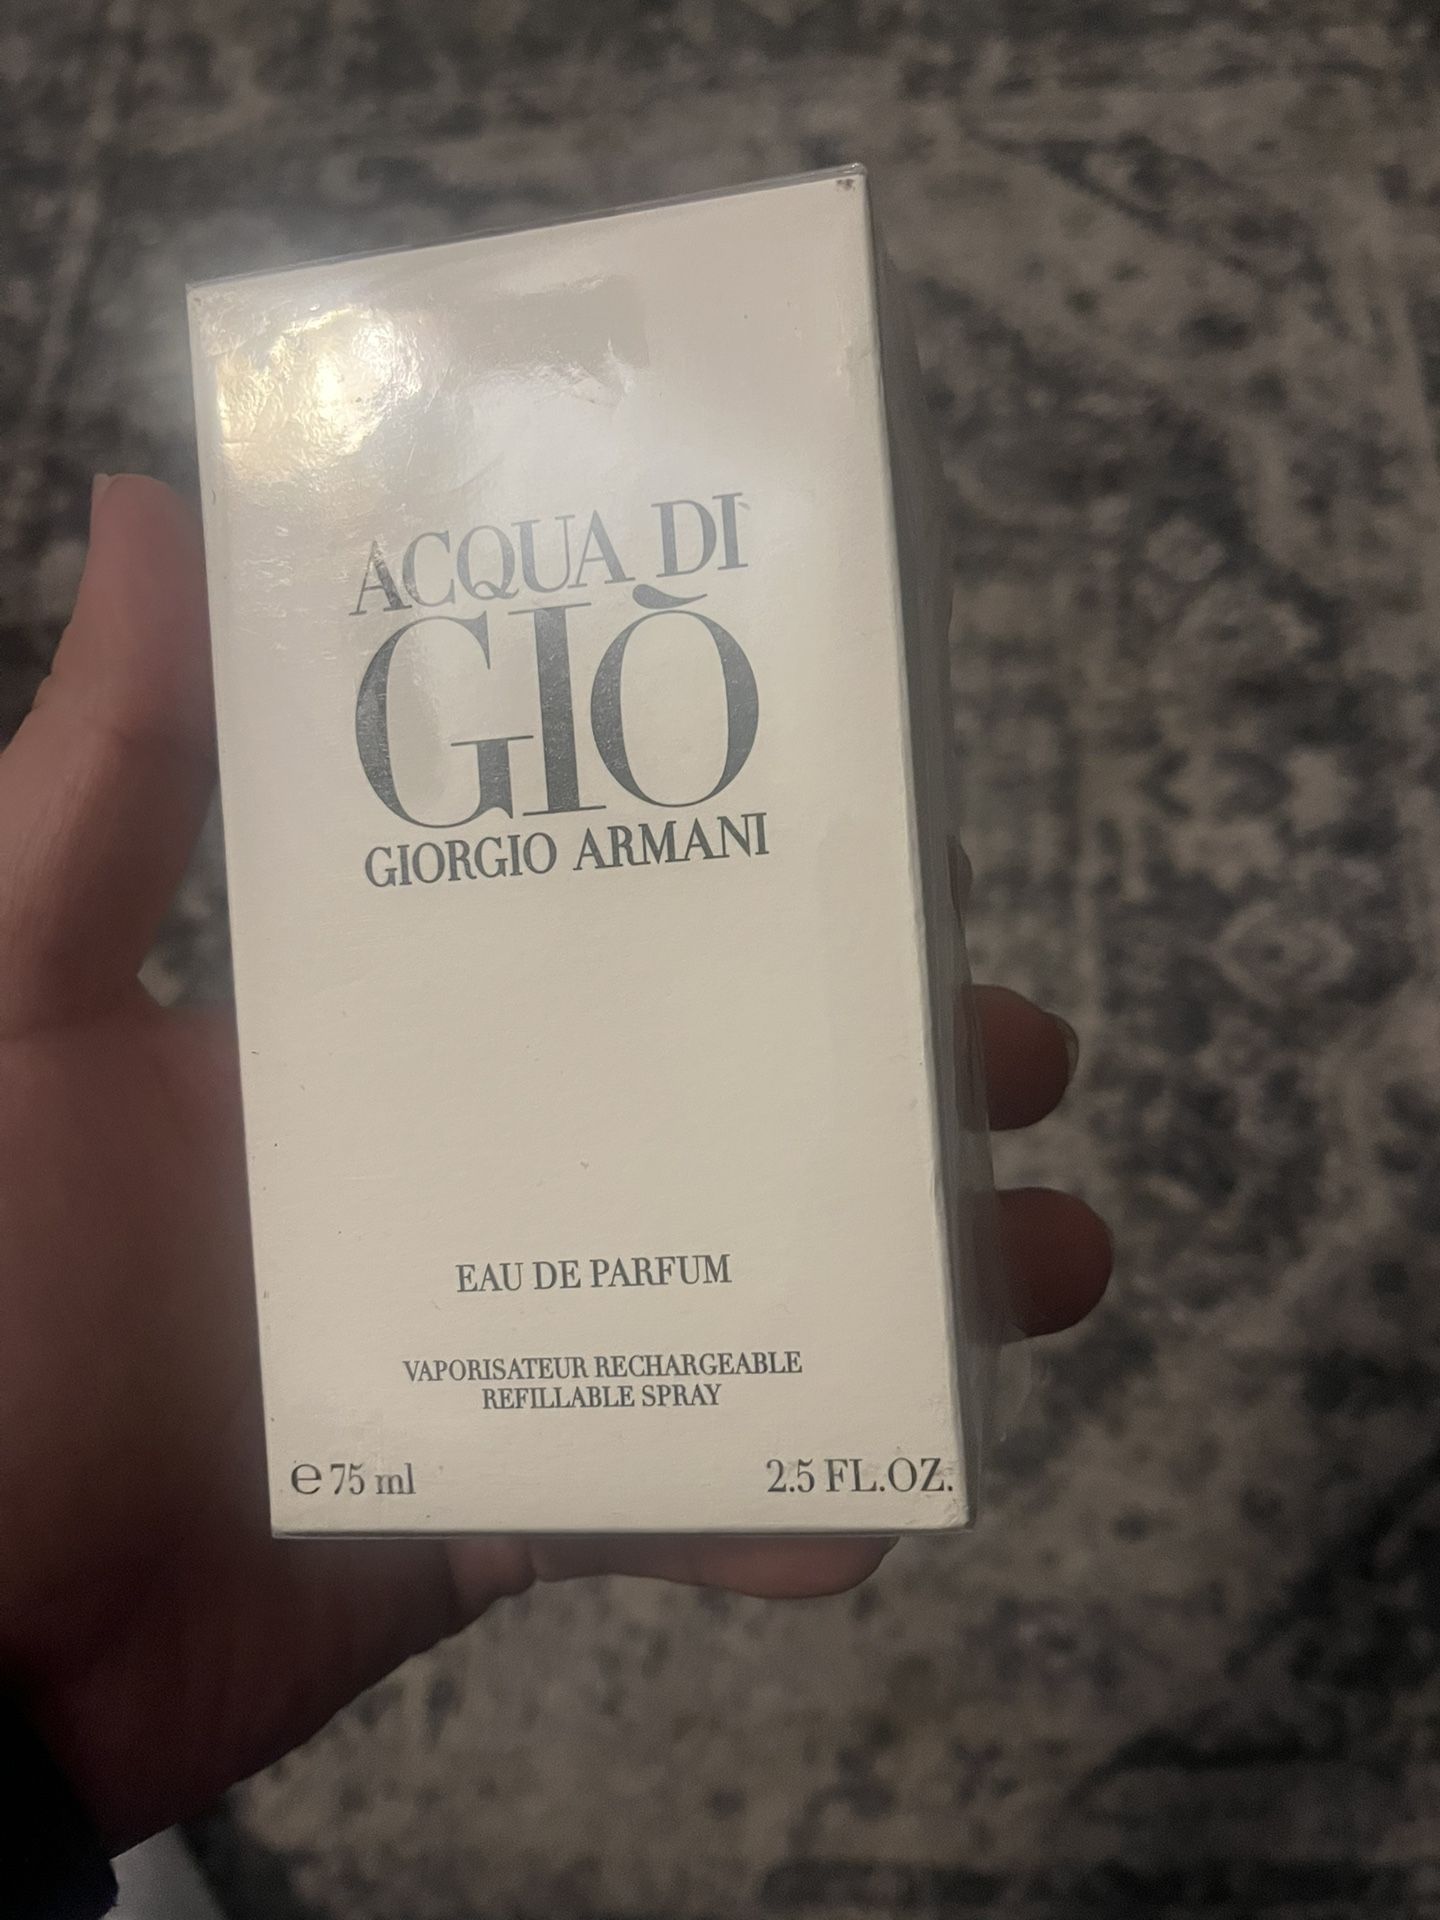 ACQUA DI
GIÒ
GIORGIO ARMANI
EAU DE PARFUM
VAPORISATEUR RECHARGEABLE
REFILLABLE SPRAY
℮ 75 ml
2.5 FL.OZ.